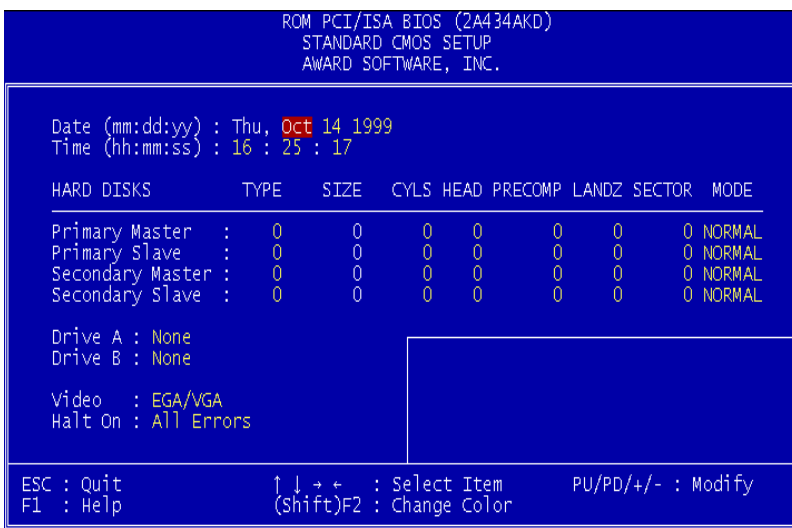 ROM PCI/ISA BIOS (2A434AKD)
STANDARD CMOS SETUP
AWARD SOFTWARE, INC.
Date (mm:dd:yy) : Thu, Oct 14 1999
Time (hh:mm:ss) : 16 : 25 : 17
HARD DISKS TYPE SIZE CYLS HEAD PRECOMP LANDZ SECTOR MODE
Primary Master : 0 0 0 0 0 0 0 NORMAL
Primary Slave : 0 0 0 0 0 0 0 NORMAL
Secondary Master : 0 0 0 0 0 0 0 NORMAL
Secondary Slave : 0 0 0 0 0 0 0 NORMAL
Drive A : None
Drive B : None
Video : EGA/VGA
Halt On : All Errors
ESC : Quit ↑ ↓ → ← : Select Item PU/PD/+/- : Modify
F1 : Help (Shift)F2 : Change Color